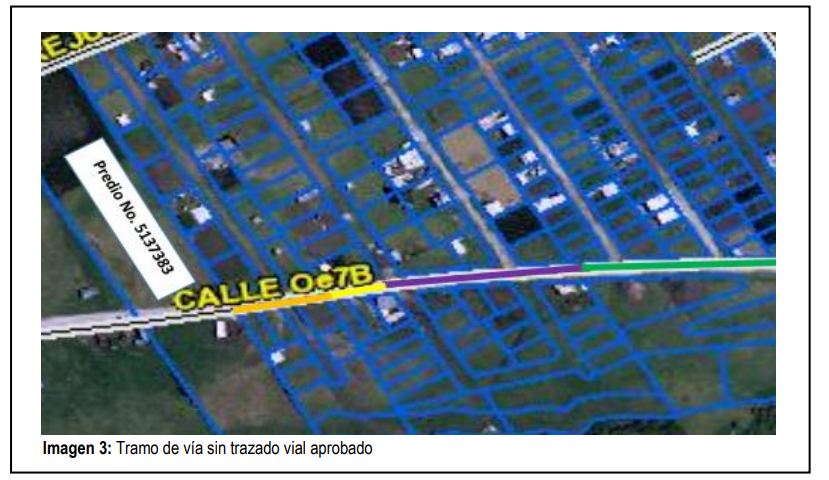 Predio No. 5137383
CALLE Oe7B
Imagen 3: Tramo de vía sin trazado vial aprobado